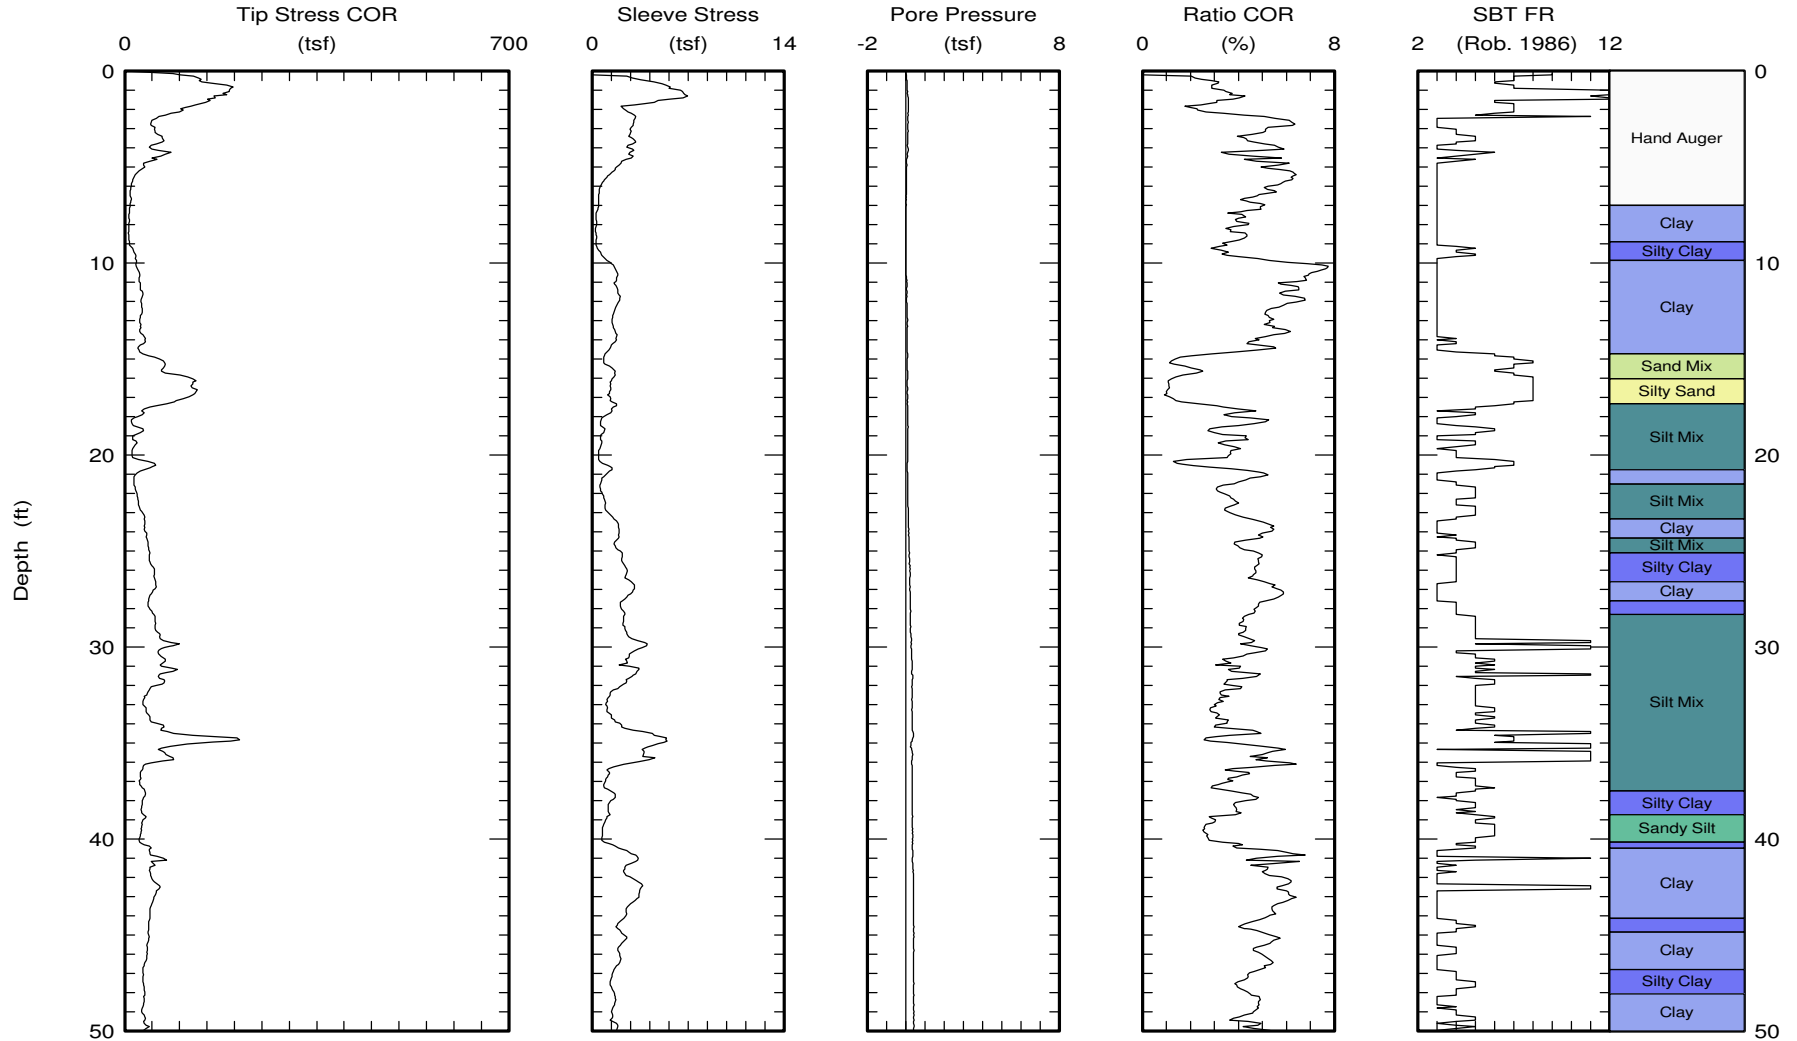 Tip Stress COR Sleeve Stress Pore Pressure Ratio COR SBT FR
0 (tsf) 700 0 (tsf) 14 -2 (tsf) 8 0 (%) 8 2 (Rob. 1986) 12
0 0
Hand Auger
Clay
Silty Clay
10 10
Clay
Sand Mix
Silty Sand
Silt Mix
20 20
Silt Mix
Clay
Silt Mix
Silty Clay
Depth (ft)
Clay
30 30
Silt Mix
Silty Clay
Sandy Silt
40 40
Clay
Clay
Silty Clay
Clay
50 50